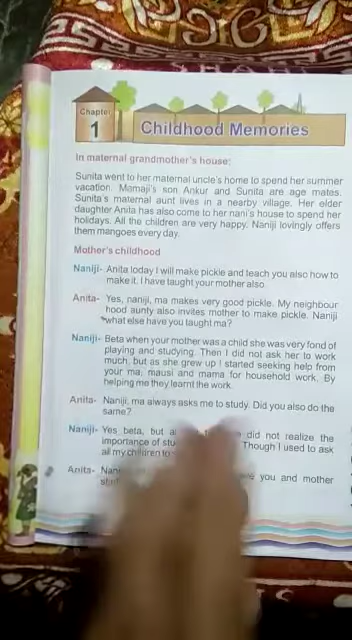 Chapter
1
Childhood Memories
In maternal grandmother's house:
Sunita went to her maternal uncle's home to spend her summer
vacation. Mamaji's son Ankur and Sunita are age mates.
Sunita's maternal aunt lives in a nearby village. Her elder
daughter Anita has also come to her nani's house to spend her
holidays. All the children are very happy. Naniji lovingly offers
them mangoes every day.
Mother's childhood
Naniji- Anita today I will make pickle and teach you also how to
make it. I have taught your mother also.
Anita- Yes, naniji, ma makes very good pickle. My neighbour
hood aunty also invites mother to make pickle. Naniji
what else have you taught ma?
Naniji- Beta when your mother was a child she was very fond of
playing and studying. Then I did not ask her to work
much, but as she grew up I started seeking help from
your ma, mausi and mama for household work. By
helping me they learnt the work.
Anita- Naniji, ma always asks me to study. Did you also do the
same?
Naniji- Yes beta, but did not realize the
importance of Though I used to ask
all my children to
Anita- you and mother